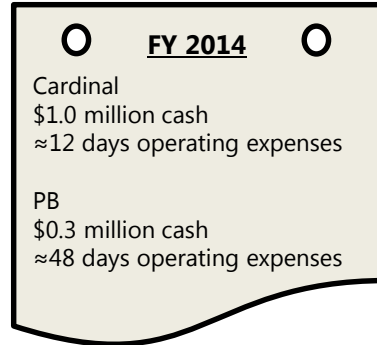 FY 2014
Cardinal
$1.0 million cash
≈12 days operating expenses
PB
$0.3 million cash
≈48 days operating expenses